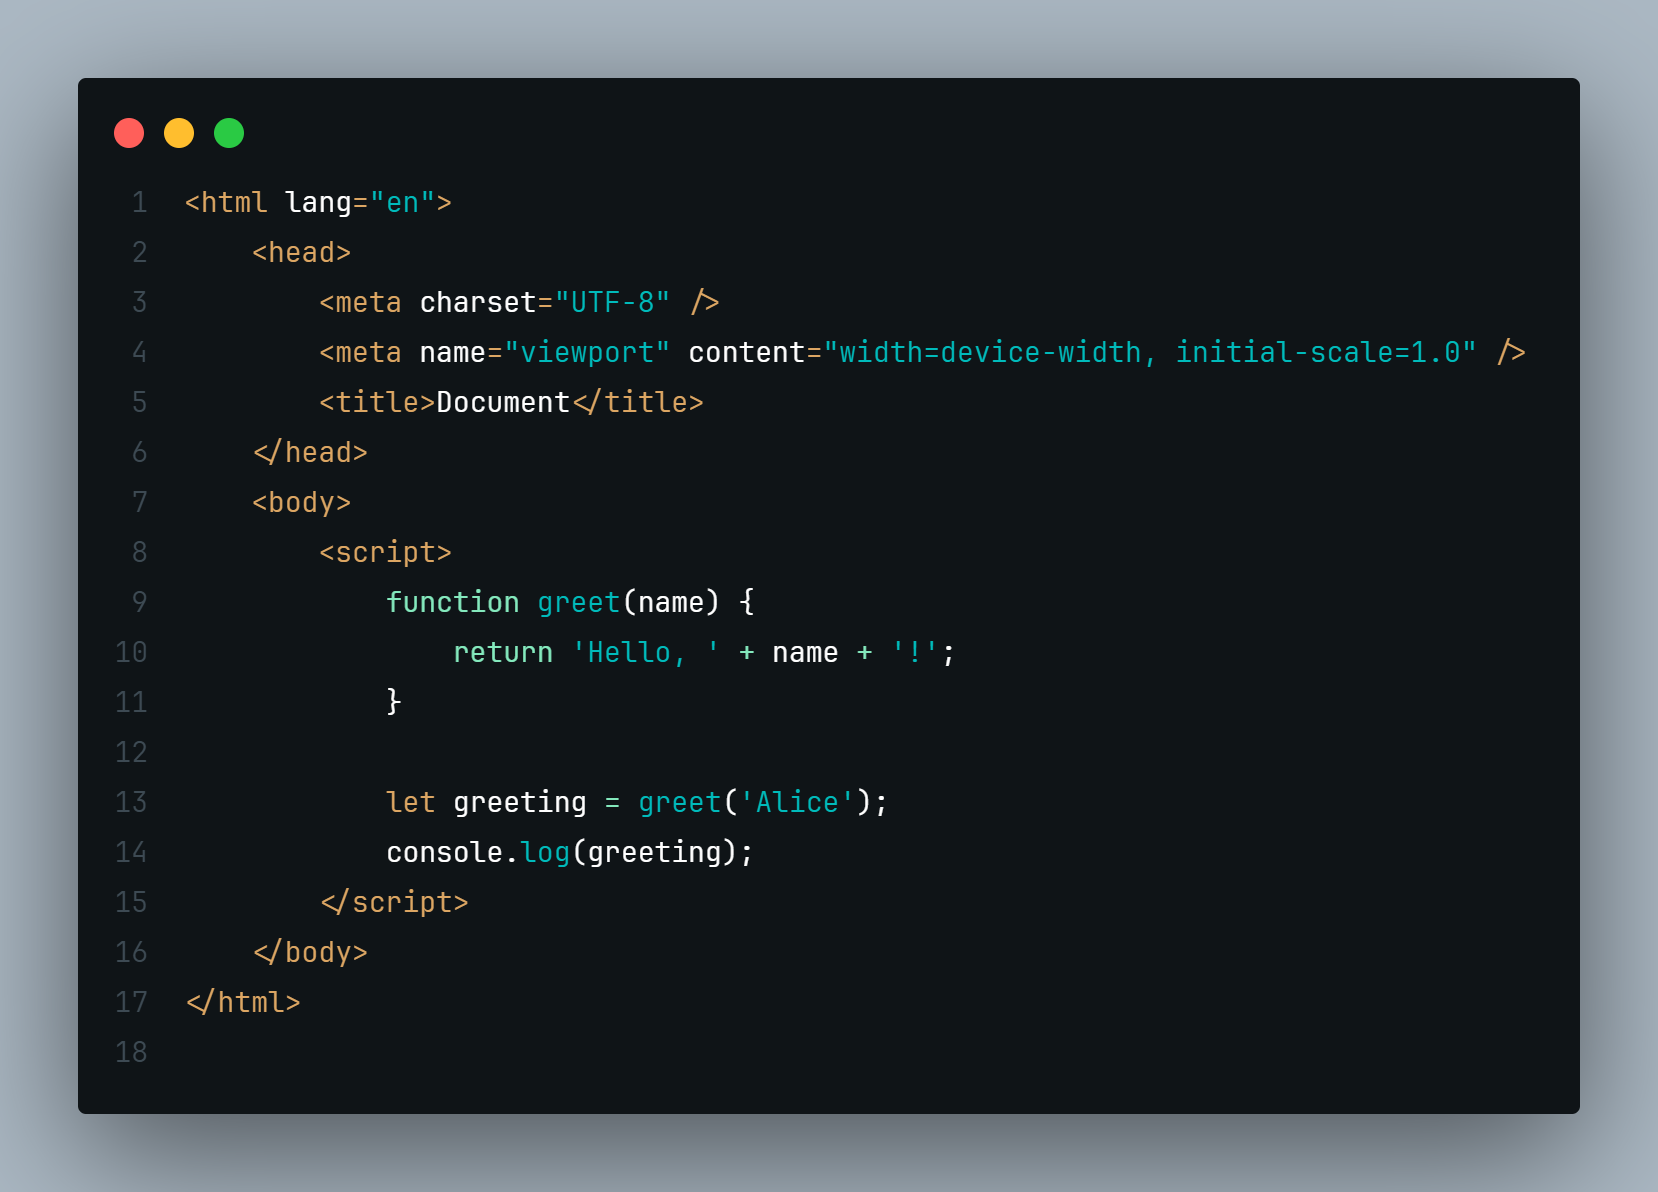 1 <html lang="en">
2     <head>
3         <meta charset="UTF-8" />
4         <meta name="viewport" content="width=device-width, initial-scale=1.0" />
5         <title>Document</title>
6     </head>
7     <body>
8         <script>
9             function greet(name) {
10                 return 'Hello, ' + name + '!';
11             }
12
13             let greeting = greet('Alice');
14             console.log(greeting);
15         </script>
16     </body>
17 </html>
18